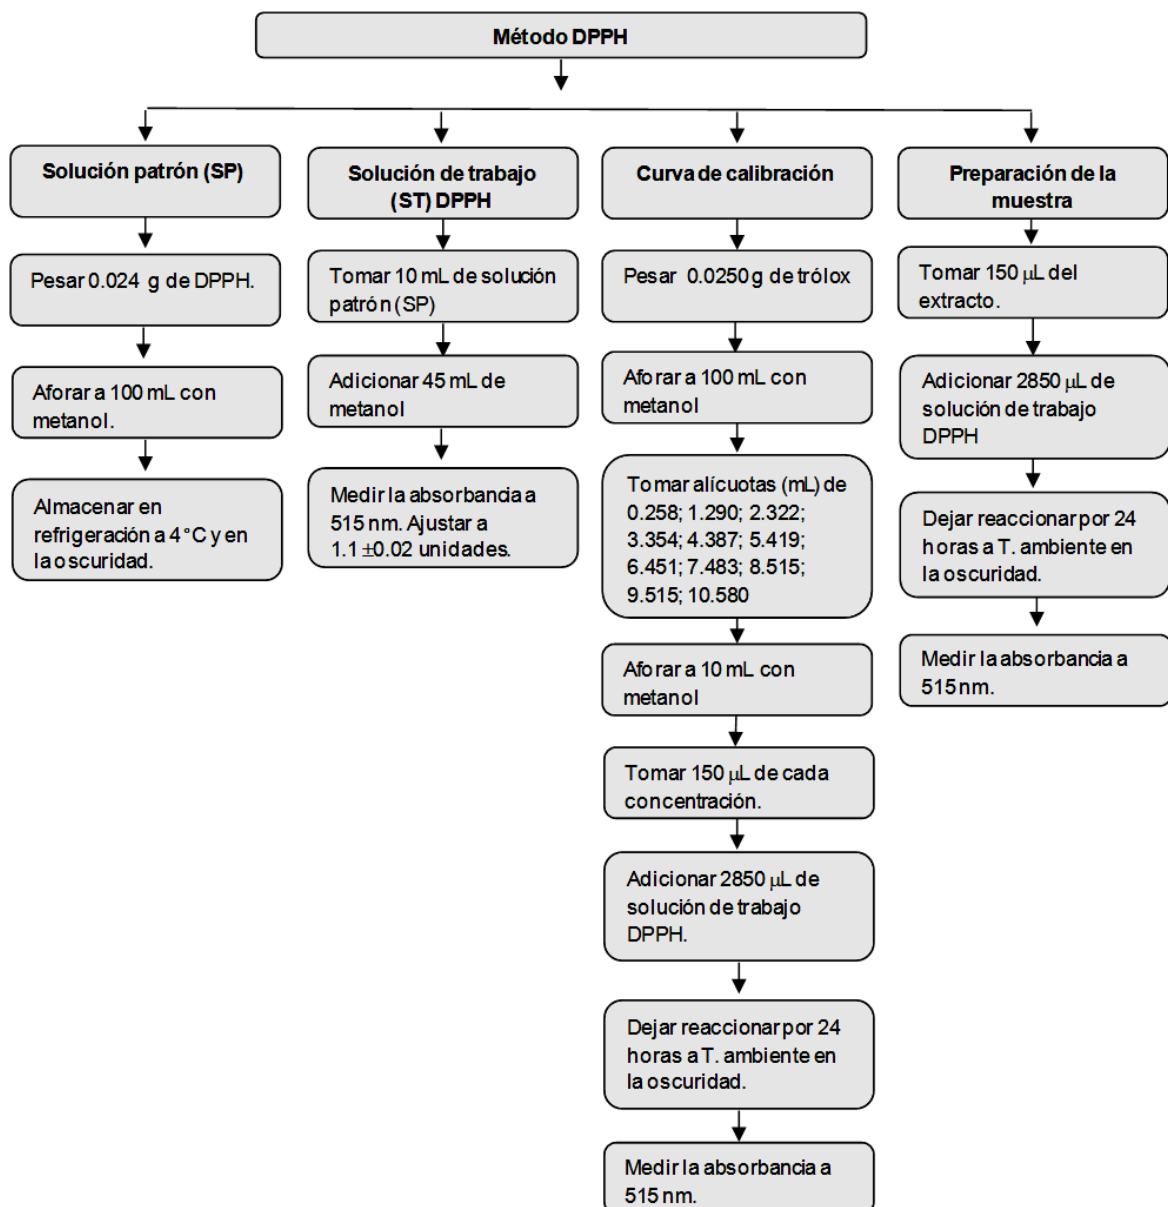 Método DPPH
Solución patrón (SP)
Pesar 0.024 g de DPPH.
Aforar a 100 mL con
metanol.
Almacenar en
refrigeración a 4°C y en
la oscuridad.
Solución de trabajo
(ST) DPPH
Tomar 10 mL de solución
patrón (SP)
Adicionar 45 mL de
metanol
Medir la absorbancia a
515 nm. Ajustar a
1.1 ±0.02 unidades.
Curva de calibración
Pesar 0.0250 g de trólox
Aforar a 100 mL con
metanol
Tomar alícuotas (mL) de
0.258; 1.290; 2.322;
3.354; 4.387; 5.419;
6.451; 7.483; 8.515;
9.515; 10.580
Aforar a 10 mL con
metanol
Tomar 150 µL de cada
concentración.
Adicionar 2850 µL de
solución de trabajo
DPPH.
Dejar reaccionar por 24
horas a T. ambiente en
la oscuridad.
Medir la absorbancia a
515 nm.
Preparación de la
muestra
Tomar 150 µL del
extracto.
Adicionar 2850 µL de
solución de trabajo
DPPH
Dejar reaccionar por 24
horas a T. ambiente en
la oscuridad.
Medir la absorbancia a
515 nm.